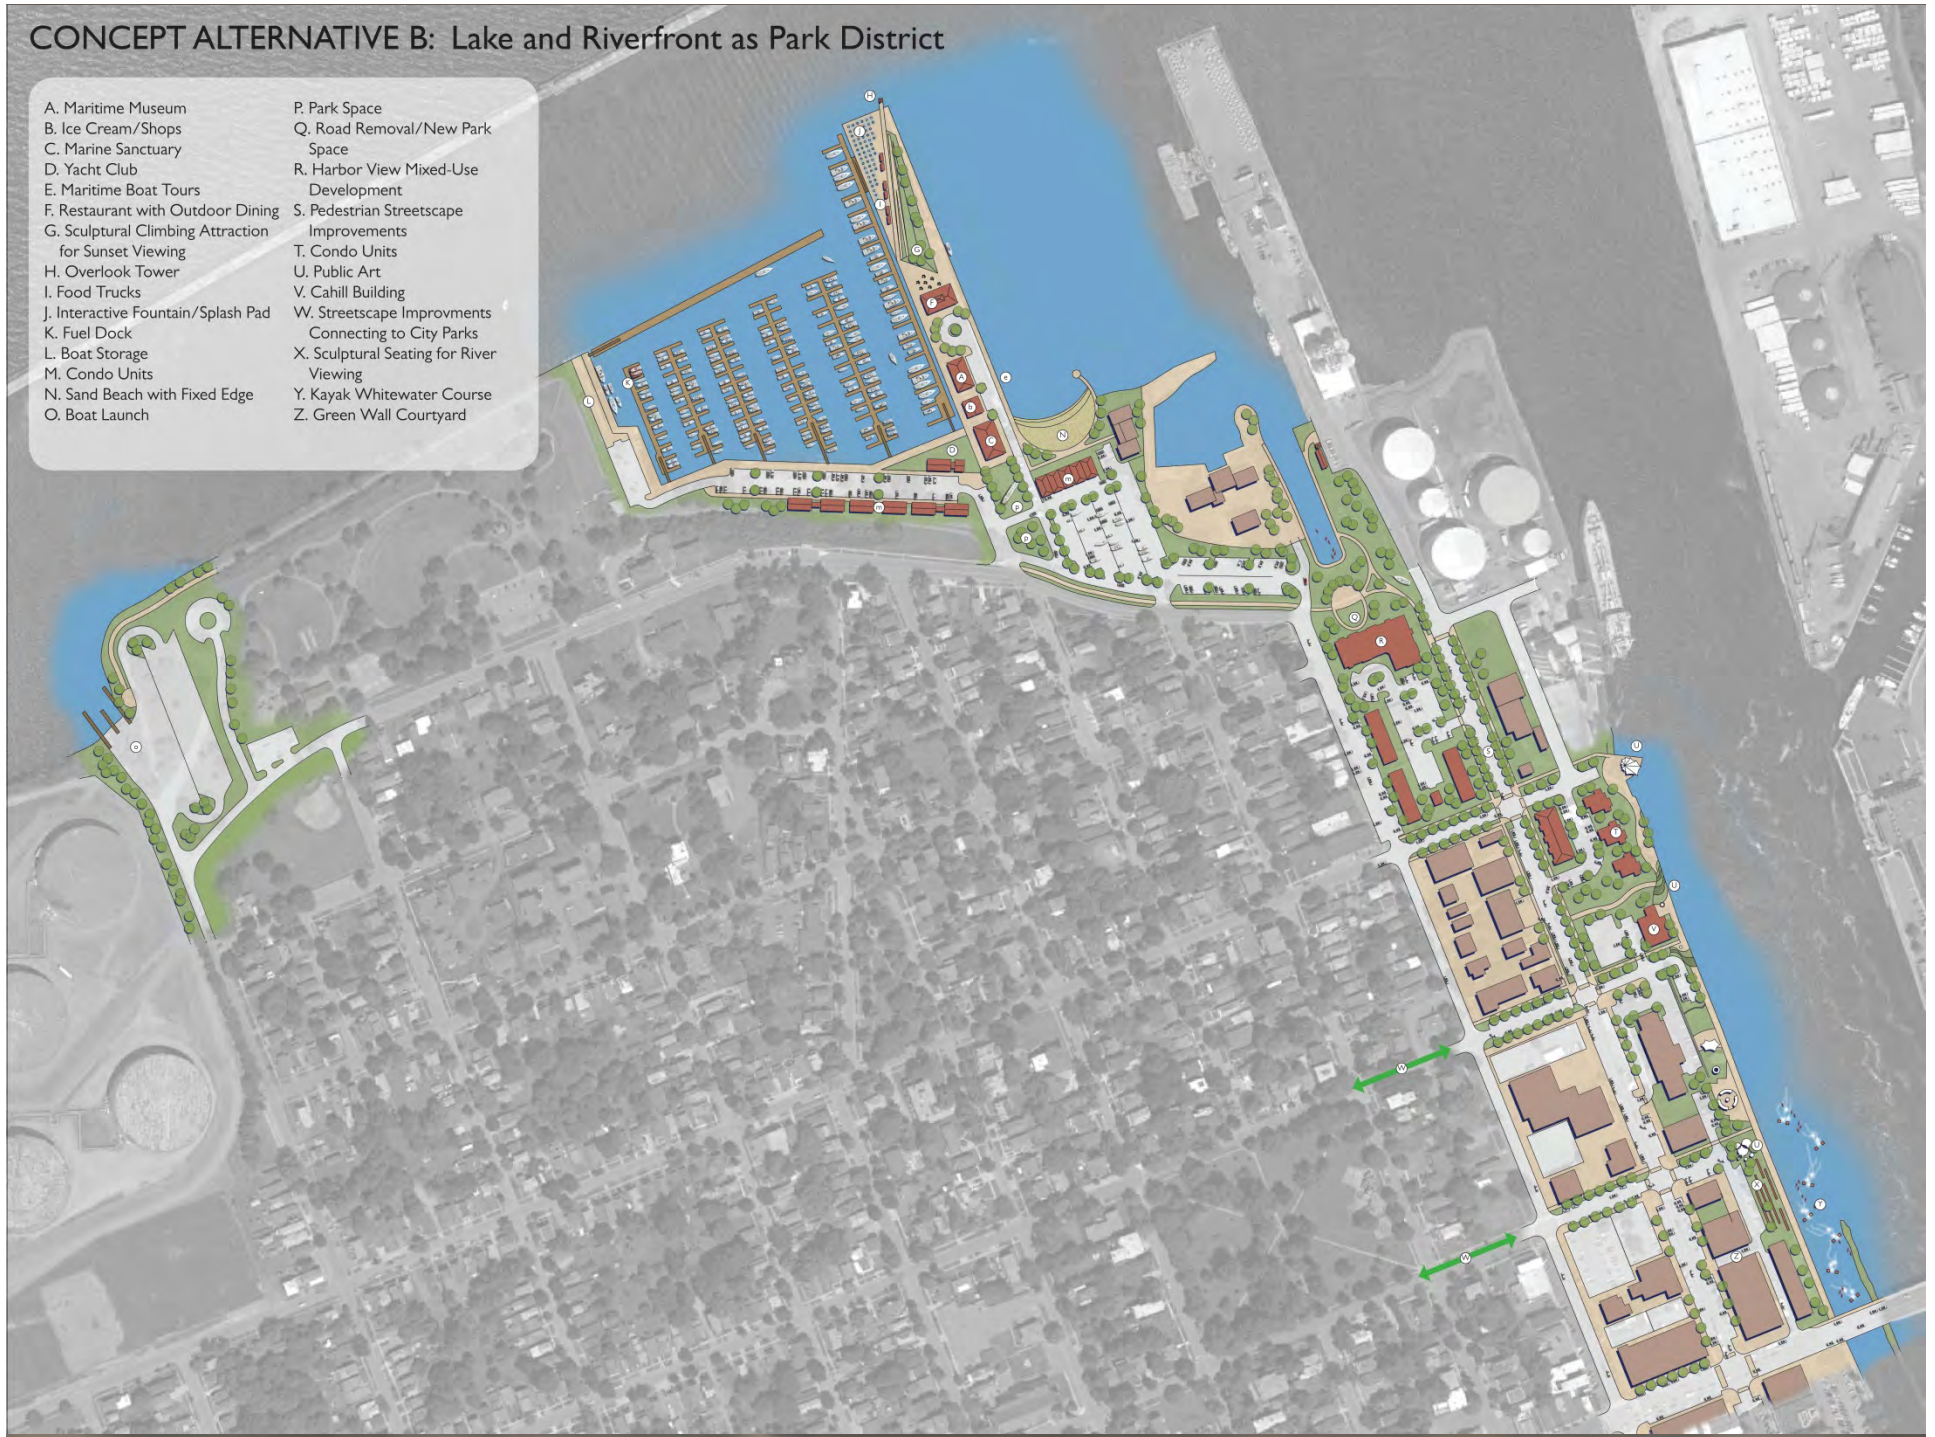 CONCEPT ALTERNATIVE B: Lake and Riverfront as Park District
A. Maritime Museum
B. Ice Cream/Shops
C. Marine Sanctuary
D. Yacht Club
E. Maritime Boat Tours
F. Restaurant with Outdoor Dining
G. Sculptural Climbing Attraction
for Sunset Viewing
H. Overlook Tower
I. Food Trucks
J. Interactive Fountain/Splash Pad
K. Fuel Dock
L. Boat Storage
M. Condo Units
N. Sand Beach with Fixed Edge
O. Boat Launch
P. Park Space
Q. Road Removal/New Park
Space
R. Harbor View Mixed-Use
Development
S. Pedestrian Streetscape
Improvements
T. Condo Units
U. Public Art
V. Cahill Building
W. Streetscape Improvments
Connecting to City Parks
X. Sculptural Seating for River
Viewing
Y. Kayak Whitewater Course
Z. Green Wall Courtyard
H
J
I
G
F
K
A
e
L
b
N
C
D
m
m
p
p
Q
R
o
S
U
T
U
V
W
U
X
Y
W
Z